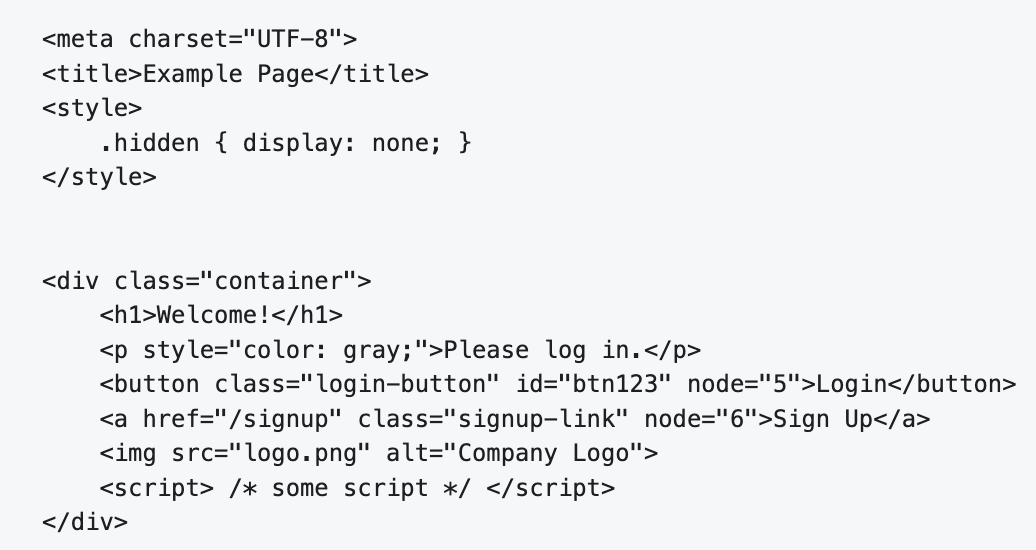 <meta charset="UTF-8">
<title>Example Page</title>
<style>
    .hidden { display: none; }
</style>
<div class="container">
    <h1>Welcome!</h1>
    <p style="color: gray;">Please log in.</p>
    <button class="login-button" id="btn123" node="5">Login</button>
    <a href="/signup" class="signup-link" node="6">Sign Up</a>
    <img src="logo.png" alt="Company Logo">
    <script> /* some script */ </script>
</div>